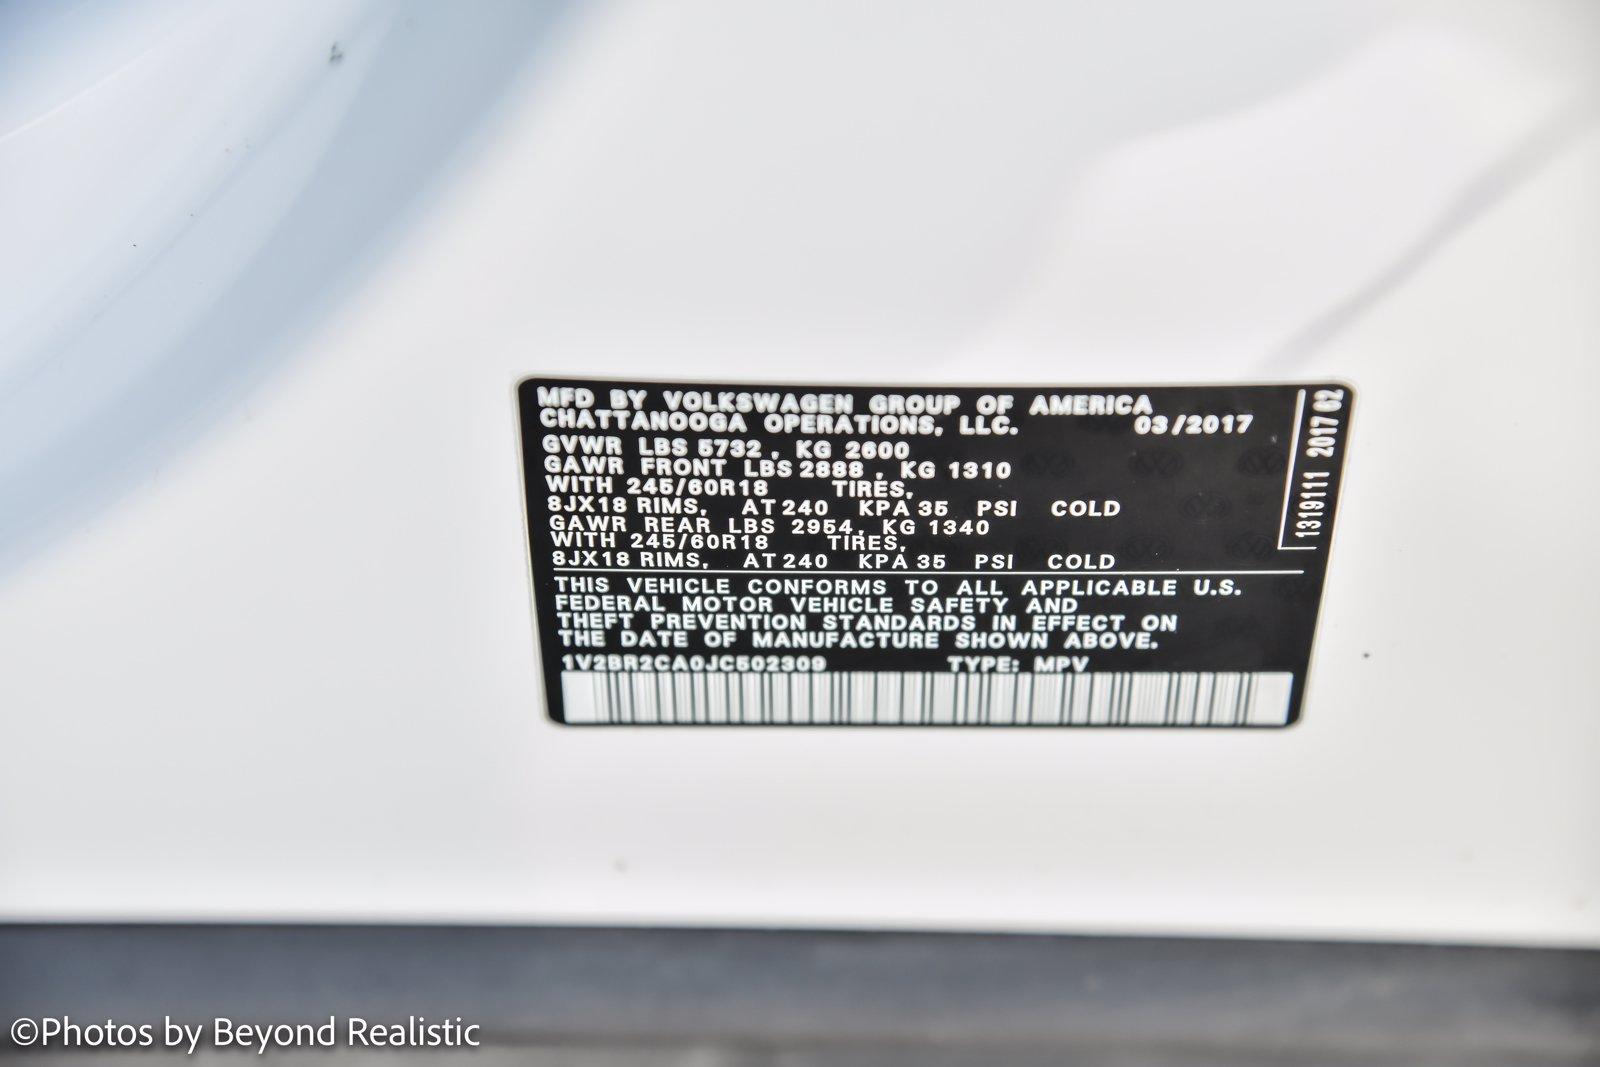 MFD BY VOLKSWAGEN GROUP OF AMERICA
CHATTANOOGA OPERATIONS, LLC. 03/2017
GVWR LBS 5732 , KG 2600
GAWR FRONT LBS 2888 , KG 1310
WITH 245/60R18 TIRES,
8JX18 RIMS, AT 240 KPA 35 PSI COLD
GAWR REAR LBS 2954, KG 1340
WITH 245/60R18 TIRES,
8JX18 RIMS, AT 240 KPA 35 PSI COLD
THIS VEHICLE CONFORMS TO ALL APPLICABLE U.S.
FEDERAL MOTOR VEHICLE SAFETY AND
THEFT PREVENTION STANDARDS IN EFFECT ON
THE DATE OF MANUFACTURE SHOWN ABOVE.
1V2BR2CA0JC502309 TYPE: MPV
1319111 2017 62
©Photos by Beyond Realistic